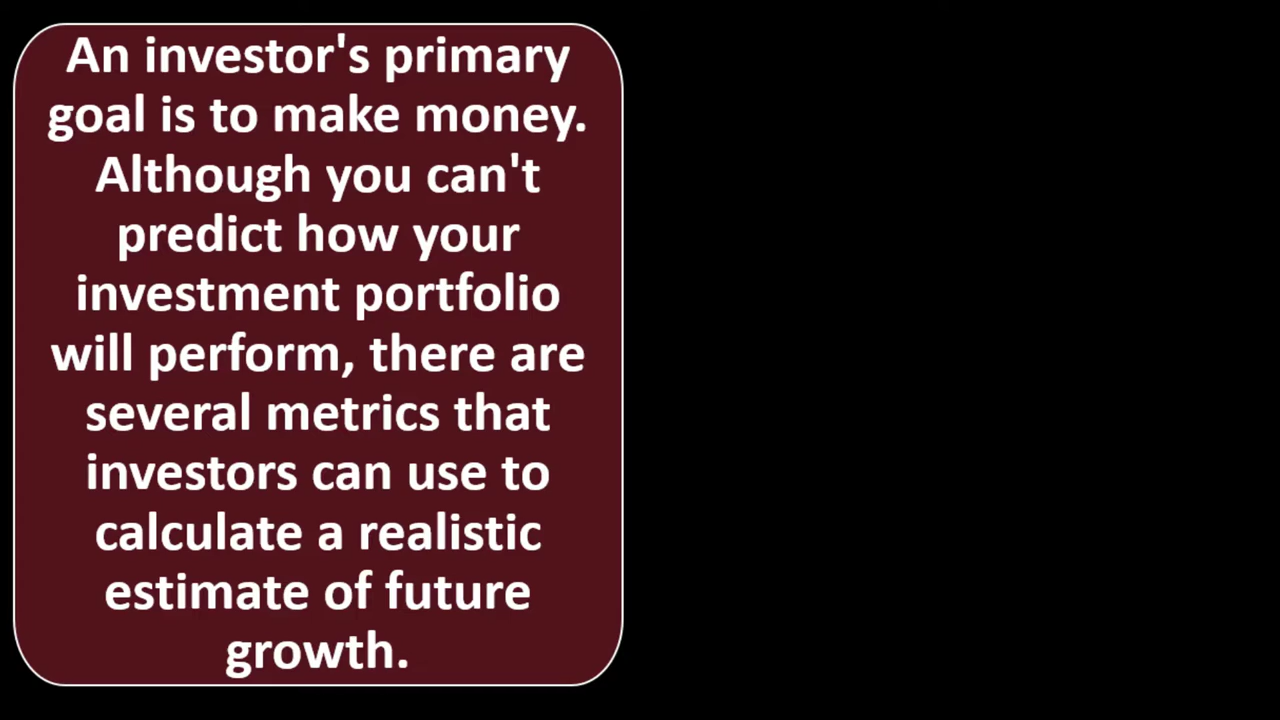 An investor's primary
goal is to make money.
Although you can't
predict how your
investment portfolio
will perform, there are
several metrics that
investors can use to
calculate a realistic
estimate of future
growth.